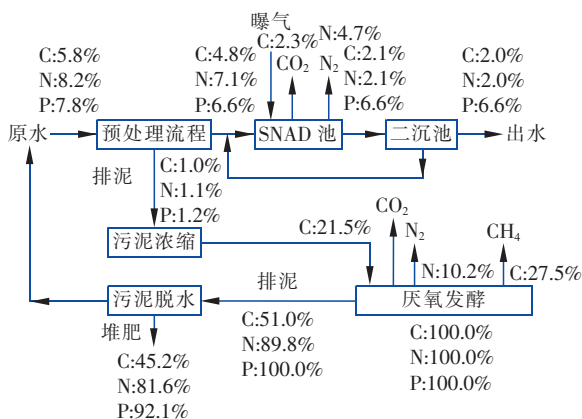 曝气
C:5.8%
N:8.2%
P:7.8%
C:4.8%
N:7.1%
P:6.6%
C:2.3%
CO₂
N:4.7%
N₂
C:2.1%
N:2.1%
P:6.6%
C:2.0%
N:2.0%
P:6.6%
原水
预处理流程
SNAD 池
二沉池
出水
排泥
C:1.0%
N:1.1%
P:1.2%
污泥浓缩
C:21.5%
CO₂
N₂
N:10.2%
CH₄
C:27.5%
污泥脱水
排泥
厌氧发酵
堆肥
C:45.2%
N:81.6%
P:92.1%
C:51.0%
N:89.8%
P:100.0%
C:100.0%
N:100.0%
P:100.0%